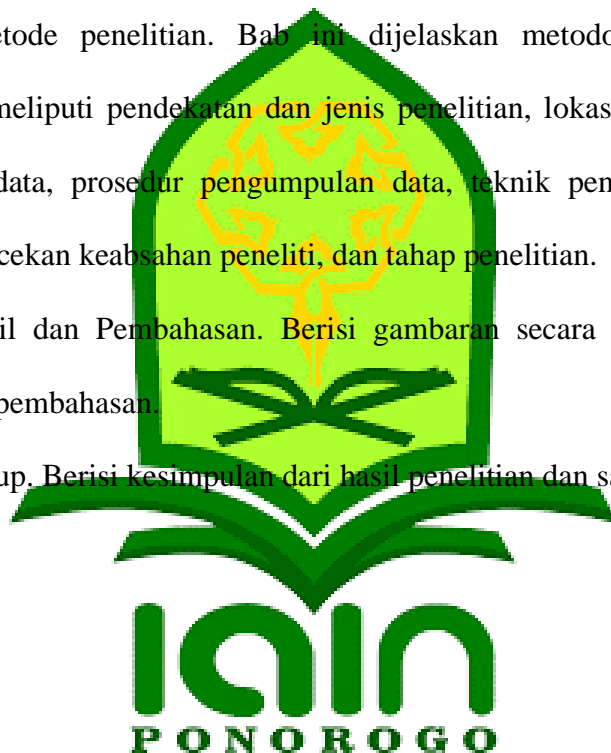 etode penelitian. Bab ini dijelaskan metodo
meliputi pendekatan dan jenis penelitian, lokas
data, prosedur pengumpulan data, teknik pen
cekan keabsahan peneliti, dan tahap penelitian.
il dan Pembahasan. Berisi gambaran secara
pembahasan.
up. Berisi kesimpulan dari hasil penelitian dan sa
iain
PONOROGO